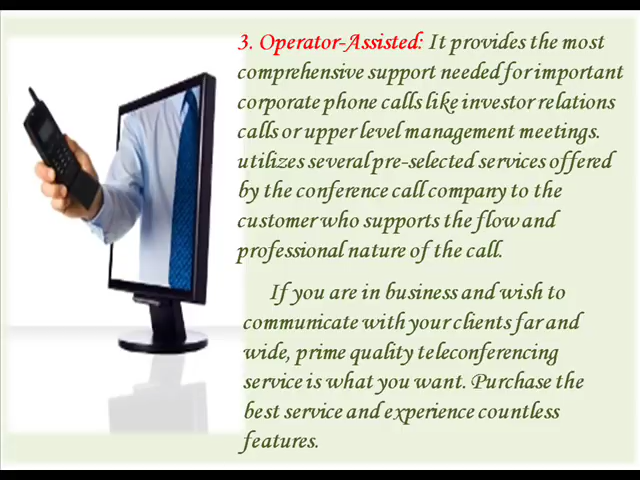 3. Operator-Assisted: It provides the most
comprehensive support needed for important
corporate phone calls like investor relations
calls or upper level management meetings.
utilizes several pre-selected services offered
by the conference call company to the
customer who supports the flow and
professional nature of the call.
If you are in business and wish to
communicate with your clients far and
wide, prime quality teleconferencing
service is what you want. Purchase the
best service and experience countless
features.